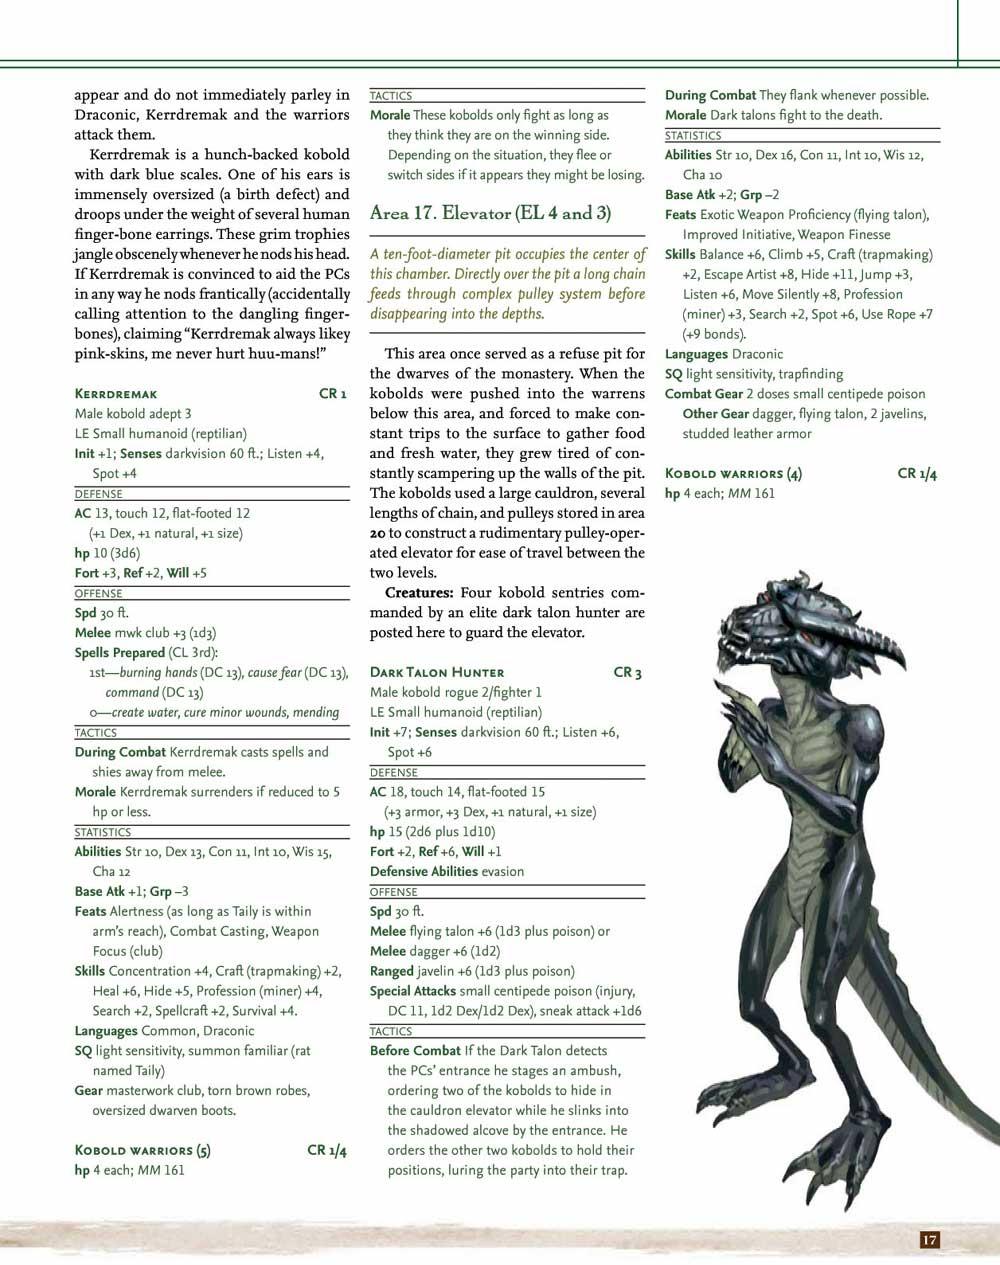 appear and do not immediately parley in
Draconic, Kerrdremak and the warriors
attack them.
Kerrdremak is a hunch-backed kobold
with dark blue scales. One of his ears is
immensely oversized (a birth defect) and
droops under the weight of several human
finger-bone earrings. These grim trophies
jangle obscenely whenever he nods his head.
If Kerrdremak is convinced to aid the PCs
in any way he nods frantically (accidentally
calling attention to the dangling finger-
bones), claiming “Kerrdremak always likey
pink-skins, me never hurt huu-mans!”
Kerrdremak CR 1
Male kobold adept 3
LE Small humanoid (reptilian)
Init +1; Senses darkvision 60 ft.; Listen +4,
Spot +4
DEFENSE
AC 13, touch 12, flat-footed 12
(+1 Dex, +1 natural, +1 size)
hp 10 (3d6)
Fort +3, Ref +2, Will +5
OFFENSE
Spd 30 ft.
Melee mwk club +3 (1d3)
Spells Prepared (CL 3rd):
1st—burning hands (DC 13), cause fear (DC 13),
command (DC 13)
0—create water, cure minor wounds, mending
TACTICS
During Combat Kerrdremak casts spells and
shies away from melee.
Morale Kerrdremak surrenders if reduced to 5
hp or less.
STATISTICS
Abilities Str 10, Dex 13, Con 11, Int 10, Wis 15,
Cha 12
Base Atk +1; Grp –3
Feats Alertness (as long as Taily is within
arm’s reach), Combat Casting, Weapon
Focus (club)
Skills Concentration +4, Craft (trapmaking) +2,
Heal +6, Hide +5, Profession (miner) +4,
Search +2, Spellcraft +2, Survival +4.
Languages Common, Draconic
SQ light sensitivity, summon familiar (rat
named Taily)
Gear masterwork club, torn brown robes,
oversized dwarven boots.
Kobold warriors (5) CR 1/4
hp 4 each; MM 161
TACTICS
Morale These kobolds only fight as long as
they think they are on the winning side.
Depending on the situation, they flee or
switch sides if it appears they might be losing.
Area 17. Elevator (EL 4 and 3)
A ten-foot-diameter pit occupies the center of
this chamber. Directly over the pit a long chain
feeds through complex pulley system before
disappearing into the depths.
This area once served as a refuse pit for
the dwarves of the monastery. When the
kobolds were pushed into the warrens
below this area, and forced to make con-
stant trips to the surface to gather food
and fresh water, they grew tired of con-
stantly scampering up the walls of the pit.
The kobolds used a large cauldron, several
lengths of chain, and pulleys stored in area
20 to construct a rudimentary pulley-oper-
ated elevator for ease of travel between the
two levels.
Creatures: Four kobold sentries com-
manded by an elite dark talon hunter are
posted here to guard the elevator.
Dark Talon Hunter CR 3
Male kobold rogue 2/fighter 1
LE Small humanoid (reptilian)
Init +7; Senses darkvision 60 ft.; Listen +6,
Spot +6
DEFENSE
AC 18, touch 14, flat-footed 15
(+3 armor, +3 Dex, +1 natural, +1 size)
hp 15 (2d6 plus 1d10)
Fort +2, Ref +6, Will +1
Defensive Abilities evasion
OFFENSE
Spd 30 ft.
Melee flying talon +6 (1d3 plus poison) or
Melee dagger +6 (1d2)
Ranged javelin +6 (1d3 plus poison)
Special Attacks small centipede poison (injury,
DC 11, 1d2 Dex/1d2 Dex), sneak attack +1d6
TACTICS
Before Combat If the Dark Talon detects
the PCs’ entrance he stages an ambush,
ordering two of the kobolds to hide in
the cauldron elevator while he slinks into
the shadowed alcove by the entrance. He
orders the other two kobolds to hold their
positions, luring the party into their trap.
During Combat They flank whenever possible.
Morale Dark talons fight to the death.
STATISTICS
Abilities Str 10, Dex 16, Con 11, Int 10, Wis 12,
Cha 10
Base Atk +2; Grp –2
Feats Exotic Weapon Proficiency (flying talon),
Improved Initiative, Weapon Finesse
Skills Balance +6, Climb +5, Craft (trapmaking)
+2, Escape Artist +8, Hide +11, Jump +3,
Listen +6, Move Silently +8, Profession
(miner) +3, Search +2, Spot +6, Use Rope +7
(+9 bonds).
Languages Draconic
SQ light sensitivity, trapfinding
Combat Gear 2 doses small centipede poison
Other Gear dagger, flying talon, 2 javelins,
studded leather armor
Kobold warriors (4) CR 1/4
hp 4 each; MM 161
17